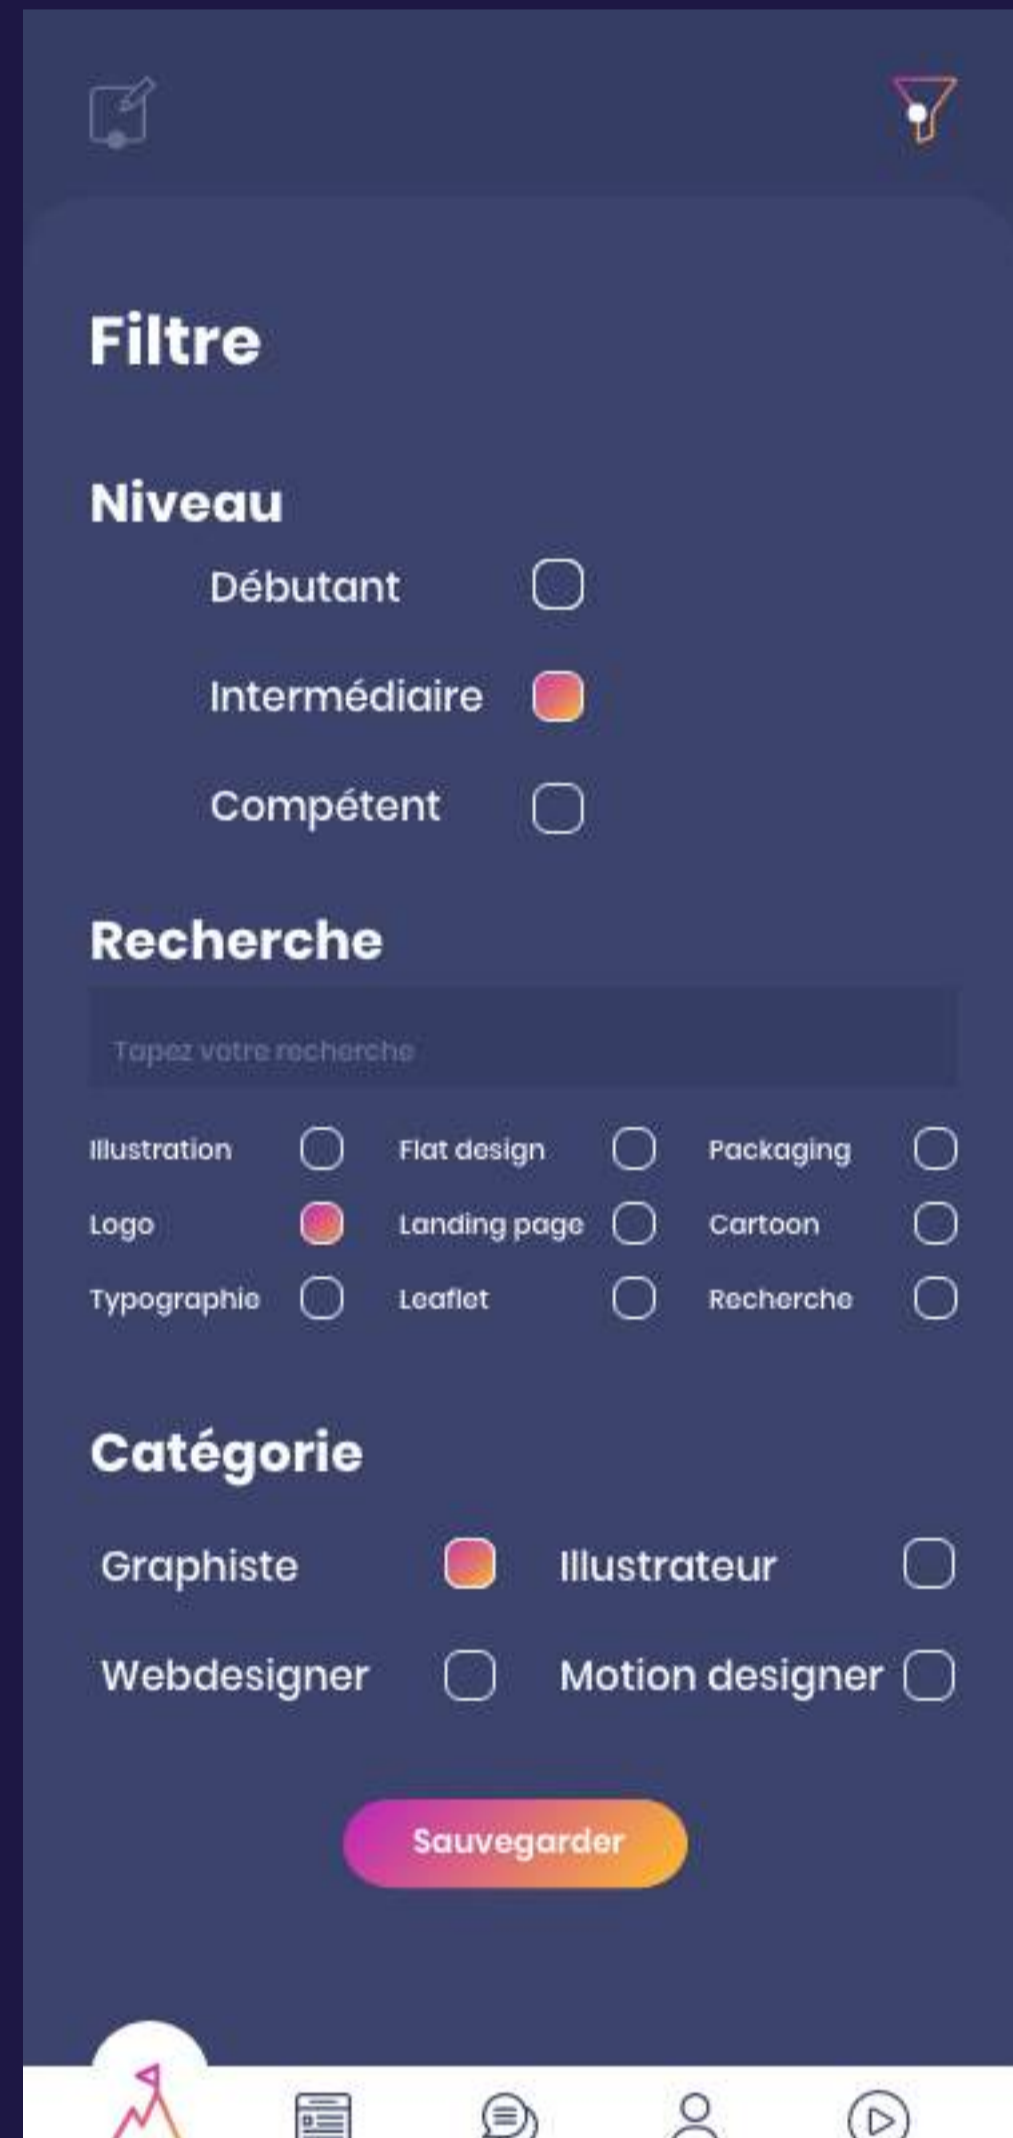 Filtre
Niveau
Débutant
Intermédiaire
Compétent
Recherche
Tapez votre recherche
Illustration Flat design Packaging
Logo Landing page Cartoon
Typographie Leaflet Recherche
Catégorie
Graphiste Illustrateur
Webdesigner Motion designer
Sauvegarder